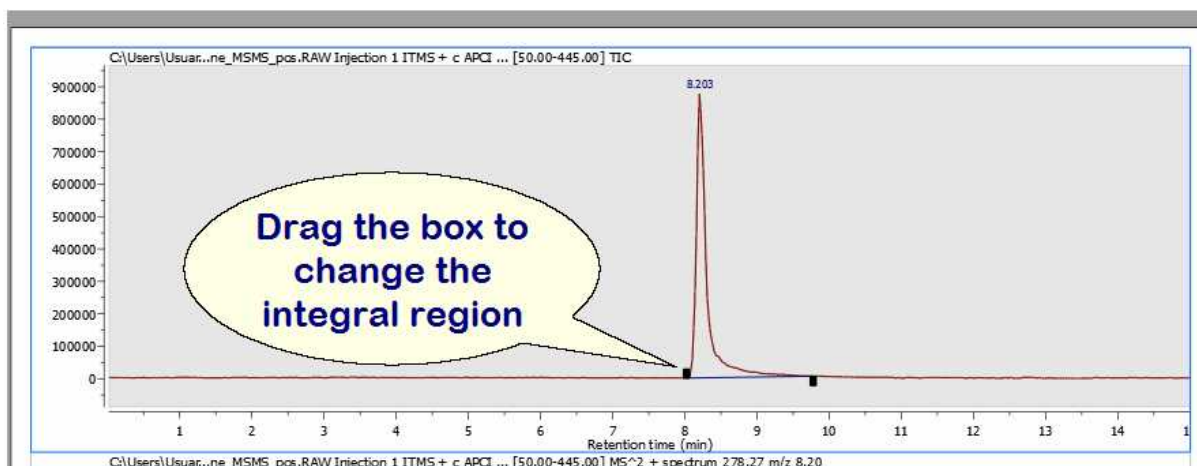 C:\Users\Usuar...ne_MSMS_pos.RAW Injection 1 ITMS + c APCI ... [50.00-445.00] TIC
8.203
900000
800000
700000
600000
500000
400000
300000
200000
100000
0
Drag the box to
change the
integral region
1 2 3 4 5 6 7 8 9 10 11 12 13 14
Retention time (min)
C:\Users\Usuar...ne_MSMS_pos.RAW Injection 1 ITMS + c APCI ... [50.00-445.00] MS^2 + spectrum 278.27 m/z 8.20